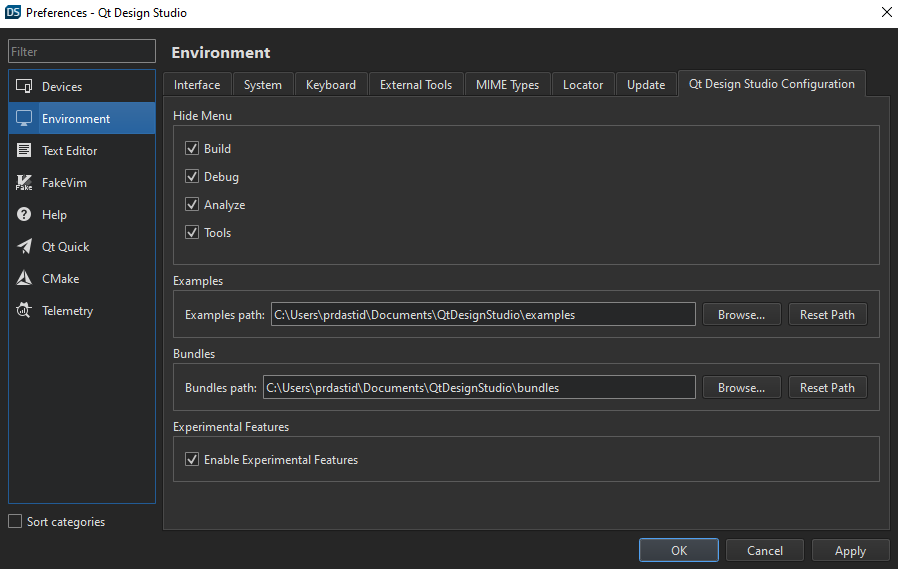 DS Preferences - Qt Design Studio
Filter
Devices
Environment
Text Editor
FakeVim
Help
Qt Quick
CMake
Telemetry
Sort categories
Environment
Interface System Keyboard External Tools MIME Types Locator Update Qt Design Studio Configuration
Hide Menu
Build
Debug
Analyze
Tools
Examples
Examples path: C:\Users\prdastid\Documents\QtDesignStudio\examples Browse... Reset Path
Bundles
Bundles path: C:\Users\prdastid\Documents\QtDesignStudio\bundles Browse... Reset Path
Experimental Features
Enable Experimental Features
OK Cancel Apply